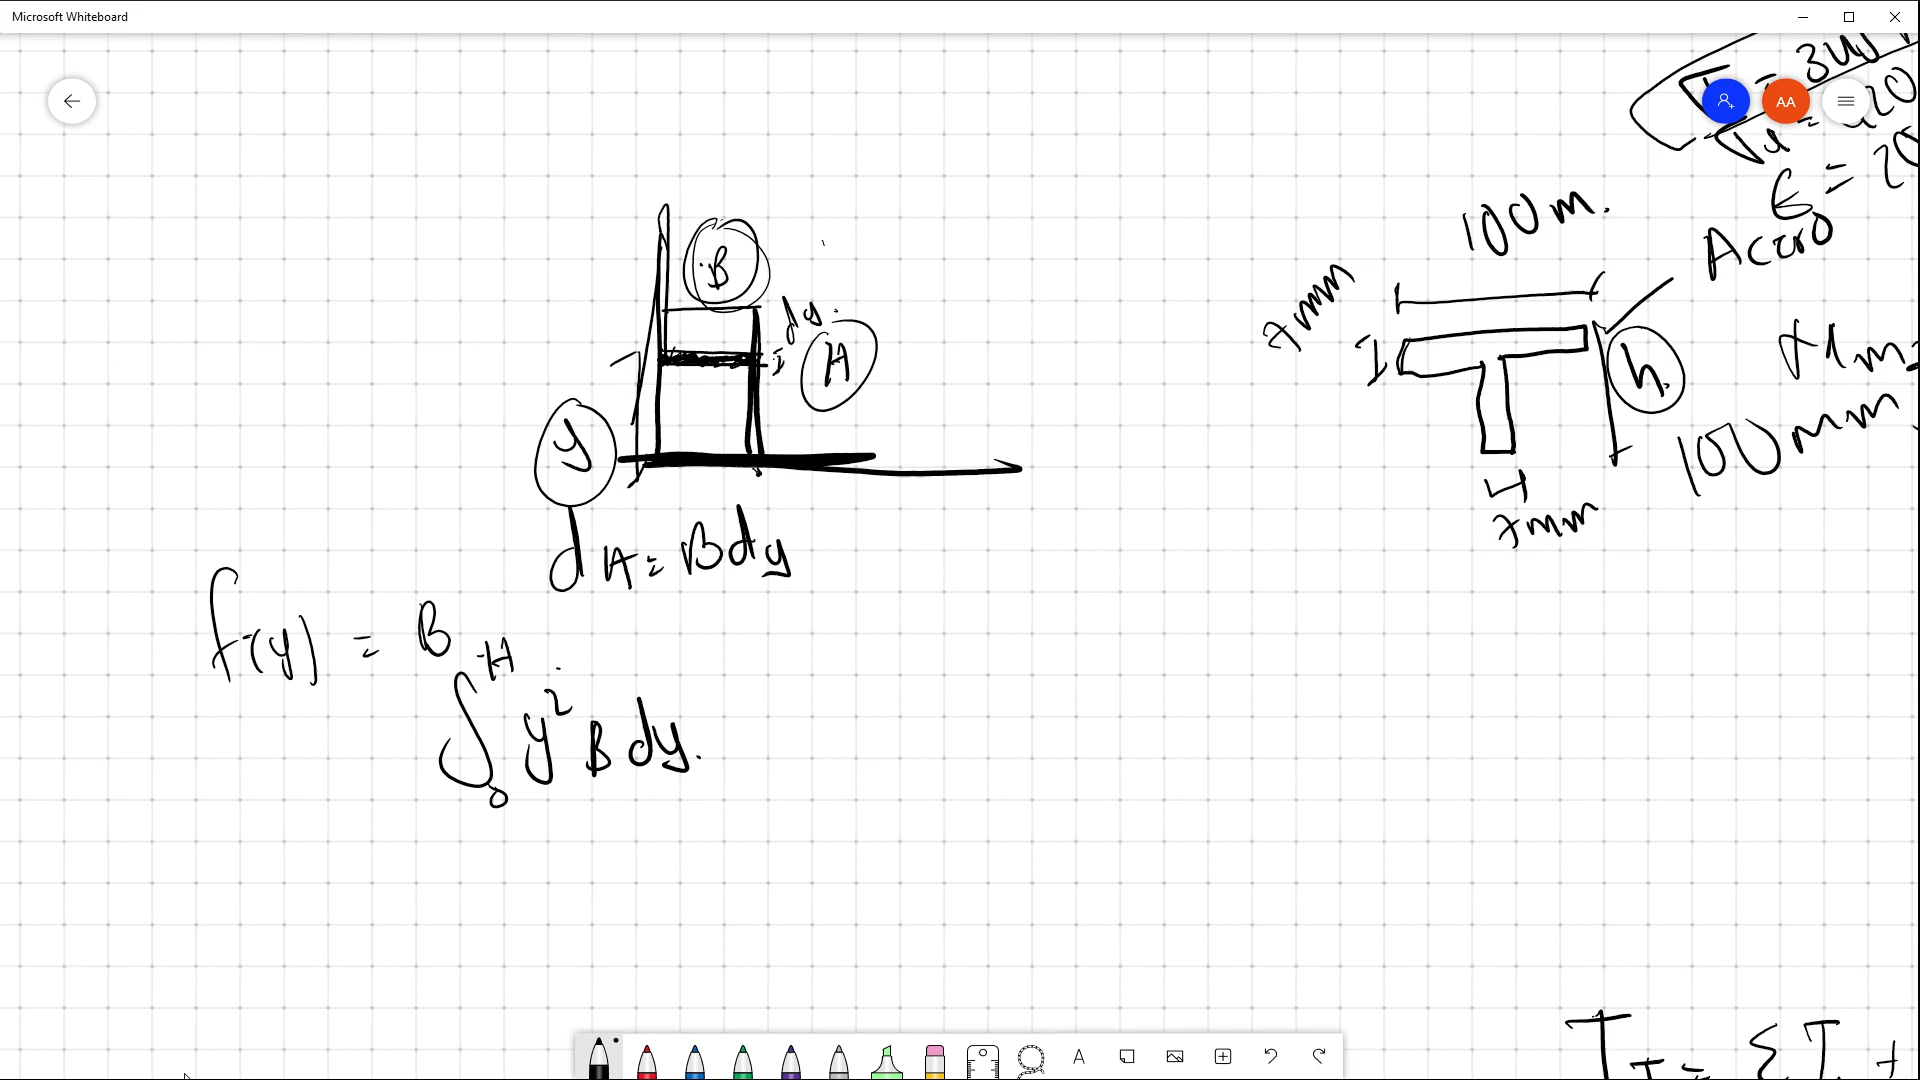 Microsoft Whiteboard
AA
B
dy.
H
y
dA = Bdy
f(y) = B
H
∫ y² B dy.
0
100 m.
Acero
7mm
h.
100mm
7mm
A